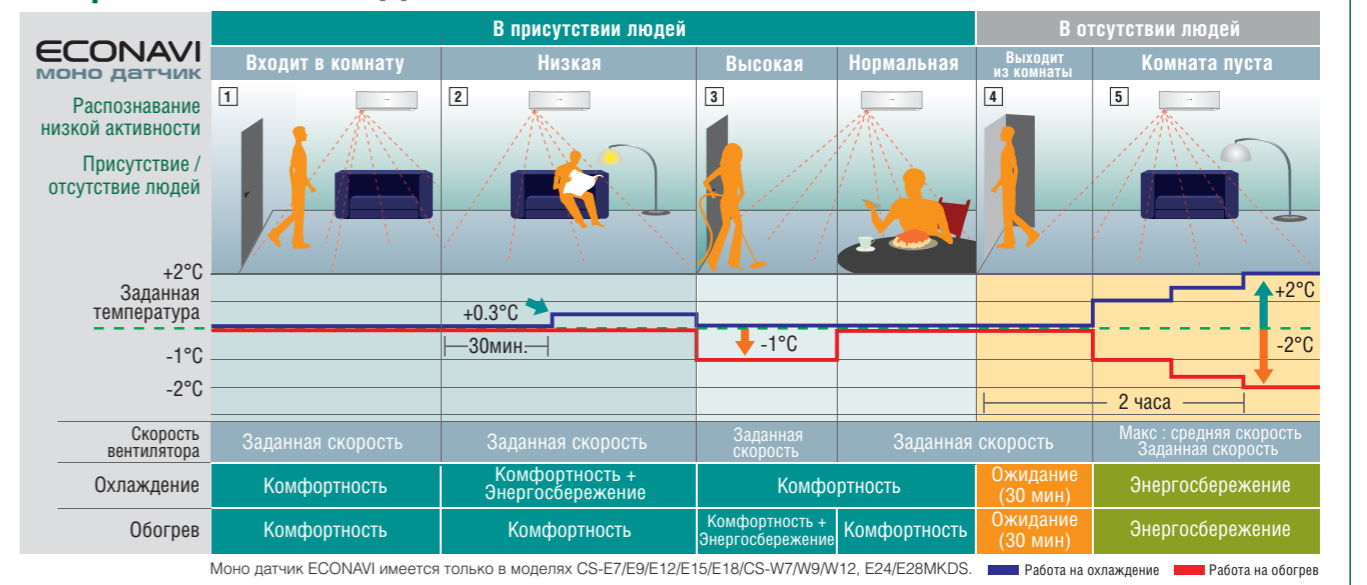 ECONAVI
МОНО ДАТЧИК
Распознавание
низкой активности
Присутствие /
отсутствие людей
В присутствии людей
В отсутствии людей
Входит в комнату
Низкая
Высокая
Нормальная
Выходит
из комнаты
Комната пуста
1
2
3
4
5
+2°C
Заданная
температура
-1°C
-2°C
+0.3°C
30мин.
-1°C
+2°C
-2°C
2 часа
Скорость
вентилятора
Заданная скорость
Заданная скорость
Заданная
скорость
Заданная скорость
Макс : средняя скорость
Заданная скорость
Охлаждение
Комфортность
Комфортность +
Энергосбережение
Комфортность
Ожидание
(30 мин)
Энергосбережение
Обогрев
Комфортность
Комфортность
Комфортность +
Энергосбережение
Комфортность
Ожидание
(30 мин)
Энергосбережение
Моно датчик ECONAVI имеется только в моделях CS-E7/E9/E12/E15/E18/CS-W7/W9/W12, E24/E28MKDS.
Работа на охлаждение
Работа на обогрев